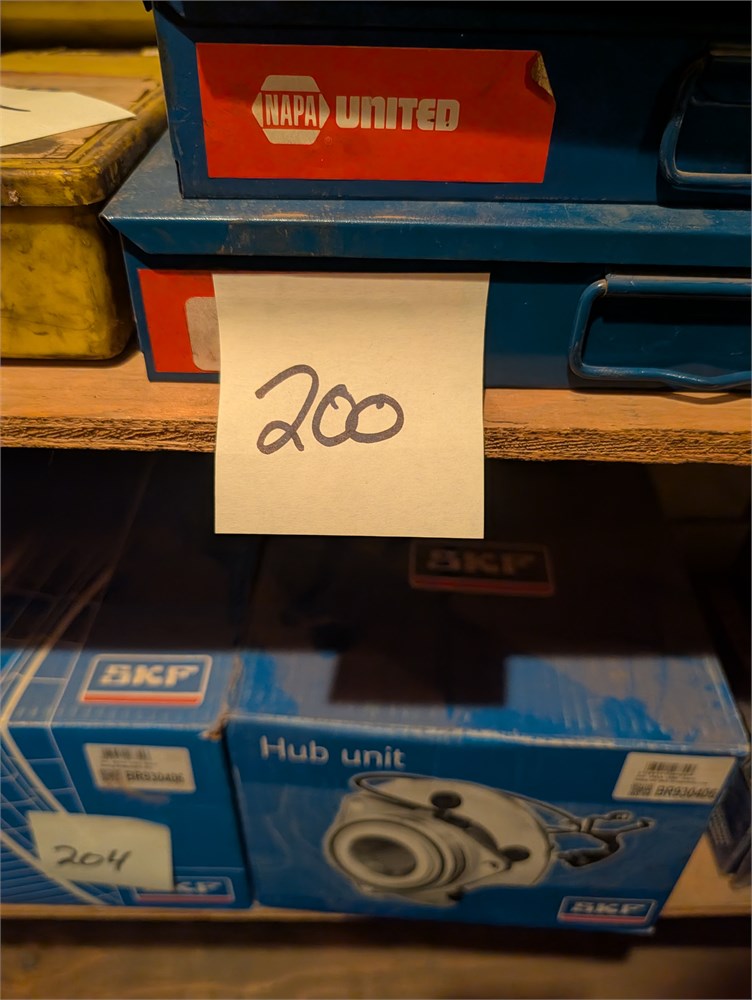 NAPA UNITED
200
SKF
SKF
Hub unit
BR930406
BR930406
204
SKF
SKF